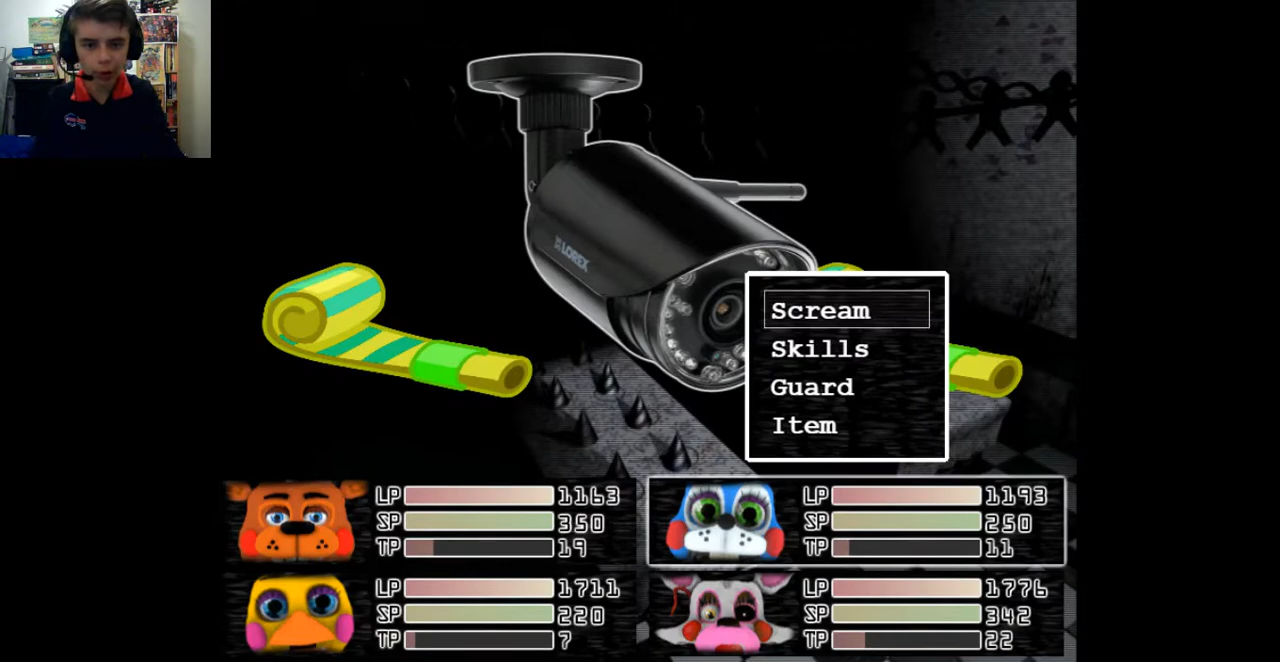 LOREX
Scream
Skills
Guard
Item
LP 1163
SP 350
TP 19
LP 1193
SP 250
TP 11
LP 1711
SP 220
TP 7
LP 1776
SP 342
TP 22